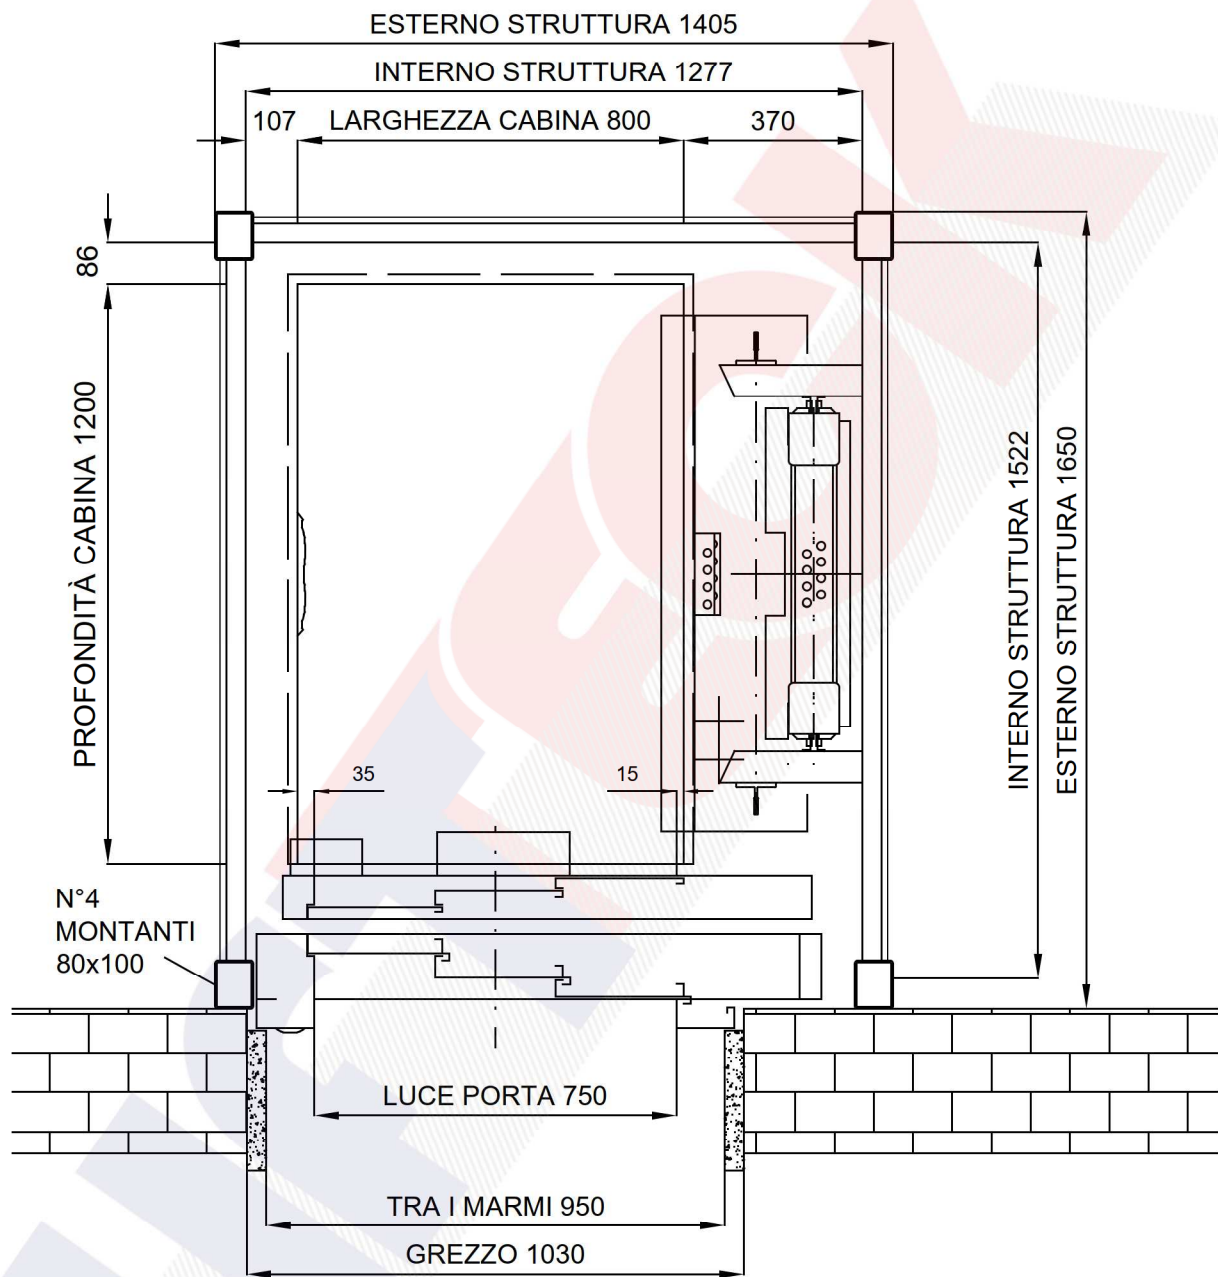 ESTERNO STRUTTURA 1405
INTERNO STRUTTURA 1277
107
LARGHEZZA CABINA 800
370
86
PROFONDITÀ CABINA 1200
INTERNO STRUTTURA 1522
ESTERNO STRUTTURA 1650
35
15
N°4
MONTANTI
80x100
LUCE PORTA 750
TRA I MARMI 950
GREZZO 1030